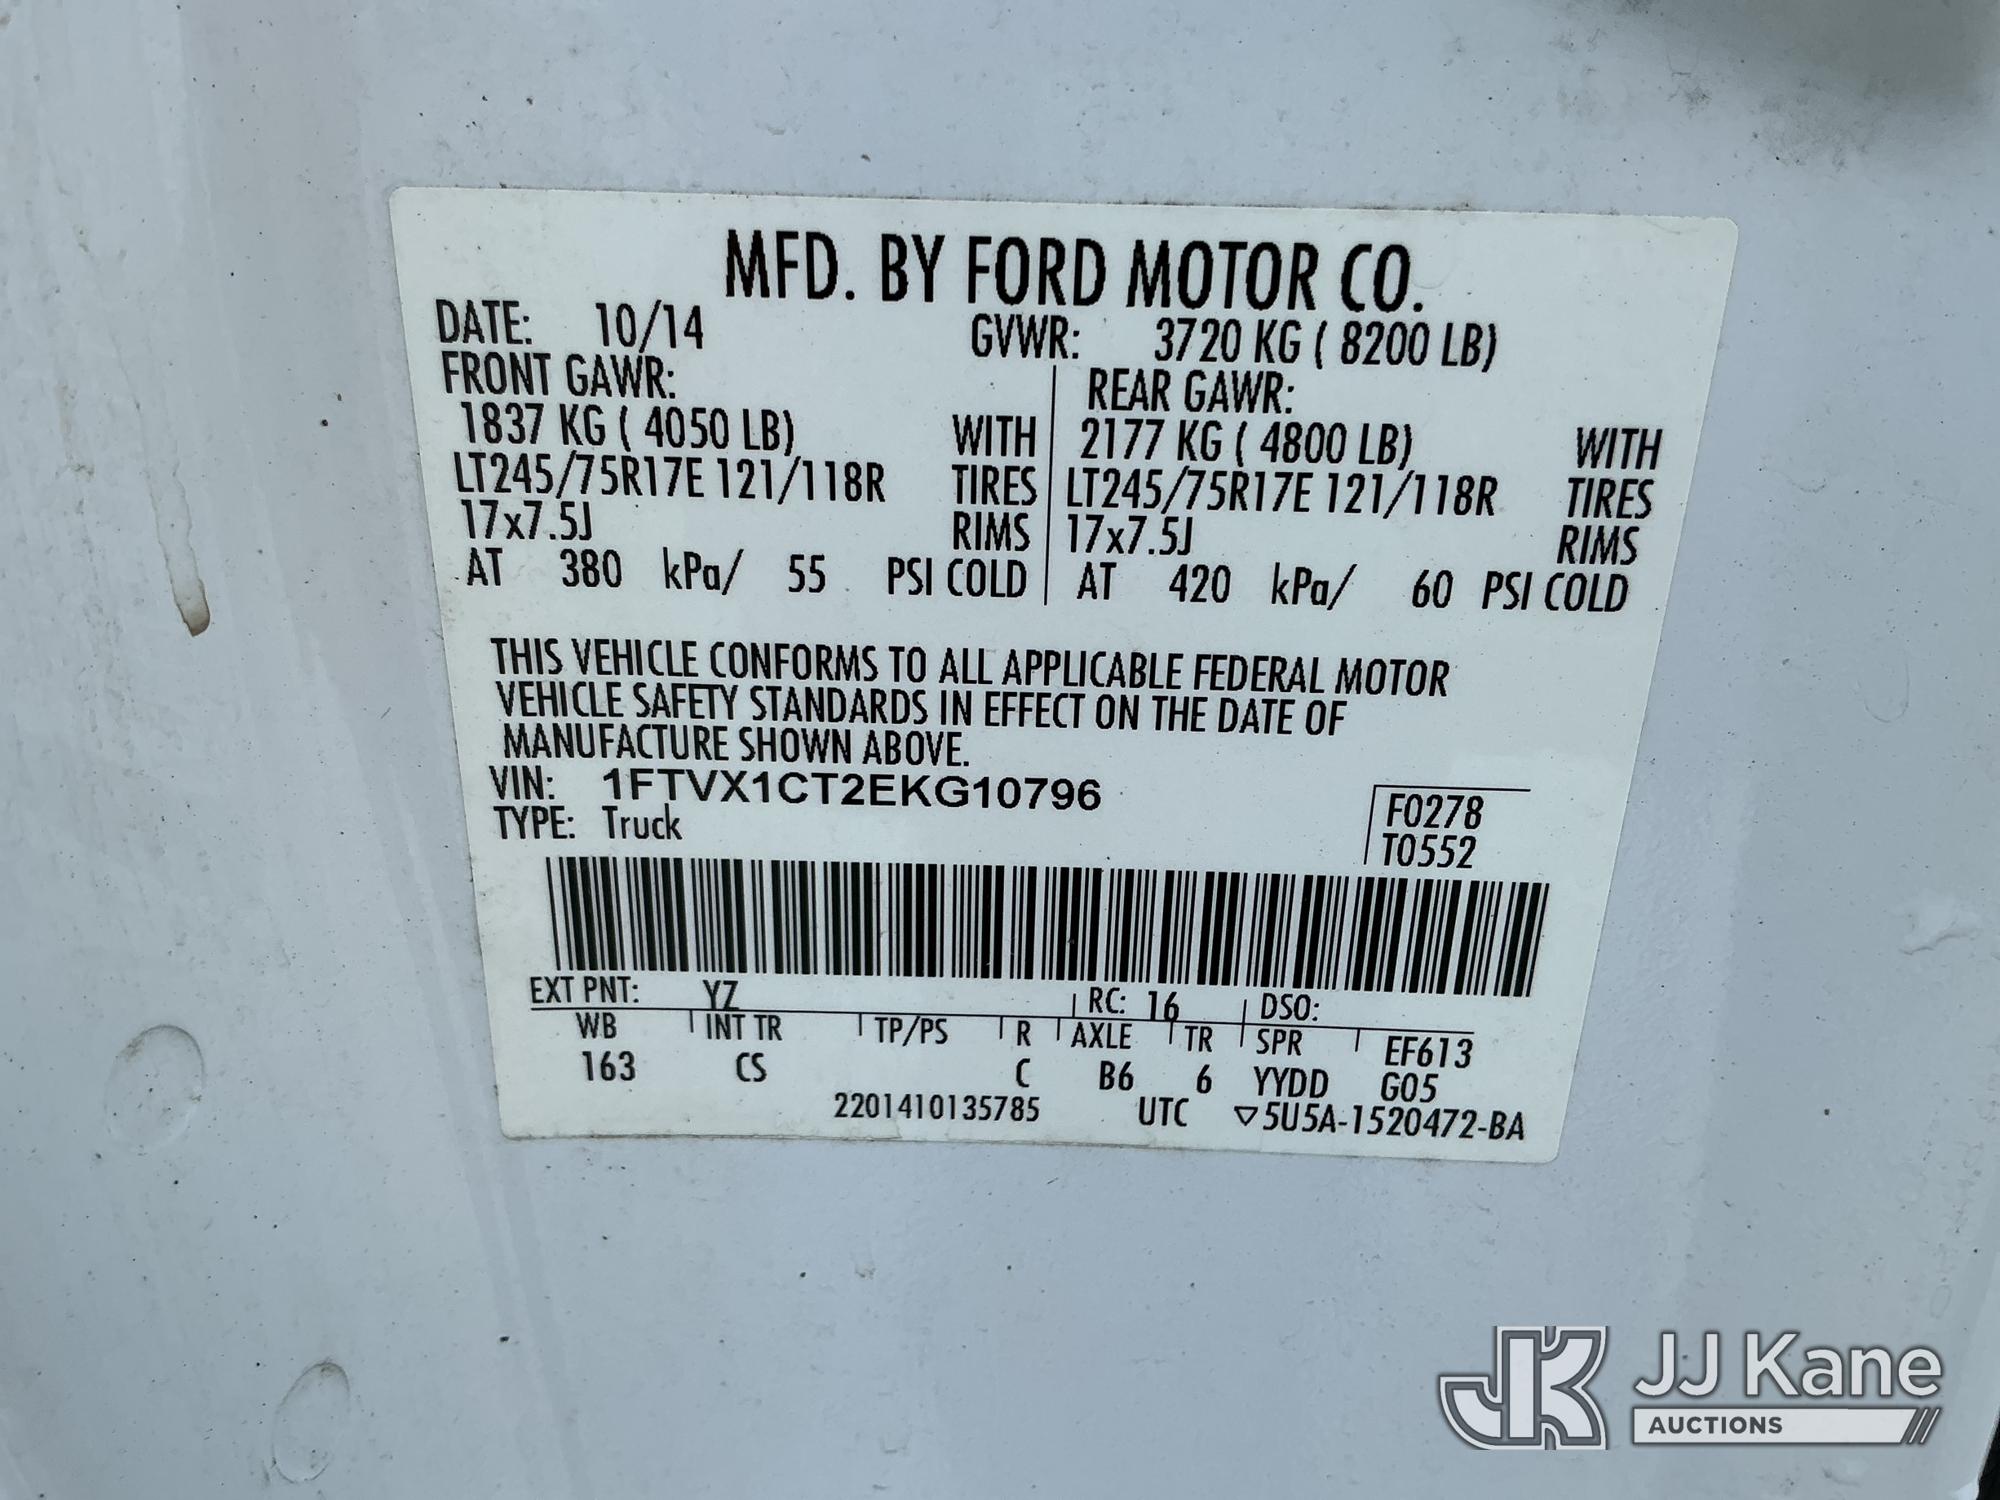 MFD. BY FORD MOTOR CO.
DATE: 10/14 GVWR: 3720 KG ( 8200 LB)
FRONT GAWR: REAR GAWR:
1837 KG ( 4050 LB) WITH 2177 KG ( 4800 LB) WITH
LT245/75R17E 121/118R TIRES LT245/75R17E 121/118R TIRES
17x7.5J RIMS 17x7.5J RIMS
AT 380 kPa/ 55 PSI COLD AT 420 kPa/ 60 PSI COLD
THIS VEHICLE CONFORMS TO ALL APPLICABLE FEDERAL MOTOR
VEHICLE SAFETY STANDARDS IN EFFECT ON THE DATE OF
MANUFACTURE SHOWN ABOVE.
VIN: 1FTVX1CT2EKG10796 F0278
TYPE: Truck T0552
EXT PNT: YZ RC: 16 DSO:
WB INT TR TP/PS R AXLE TR SPR EF613
163 CS C B6 6 YYDD G05
2201410135785 UTC ▽5U5A-1520472-BA
JK JJ Kane
AUCTIONS